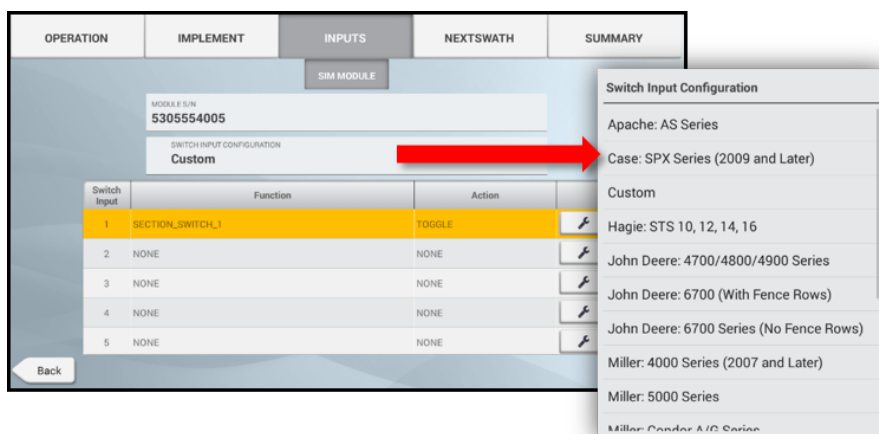 OPERATION IMPLEMENT INPUTS NEXTSWATH SUMMARY
SIM MODULE
MODULE S/N
5305554005
SWITCH INPUT CONFIGURATION
Custom
Switch Input Function Action
1 SECTION_SWITCH_1 TOGGLE
2 NONE NONE
3 NONE NONE
4 NONE NONE
5 NONE NONE
Back
Switch Input Configuration
Apache: AS Series
Case: SPX Series (2009 and Later)
Custom
Hagie: STS 10, 12, 14, 16
John Deere: 4700/4800/4900 Series
John Deere: 6700 (With Fence Rows)
John Deere: 6700 Series (No Fence Rows)
Miller: 4000 Series (2007 and Later)
Miller: 5000 Series
Miller: Condor A/G Series